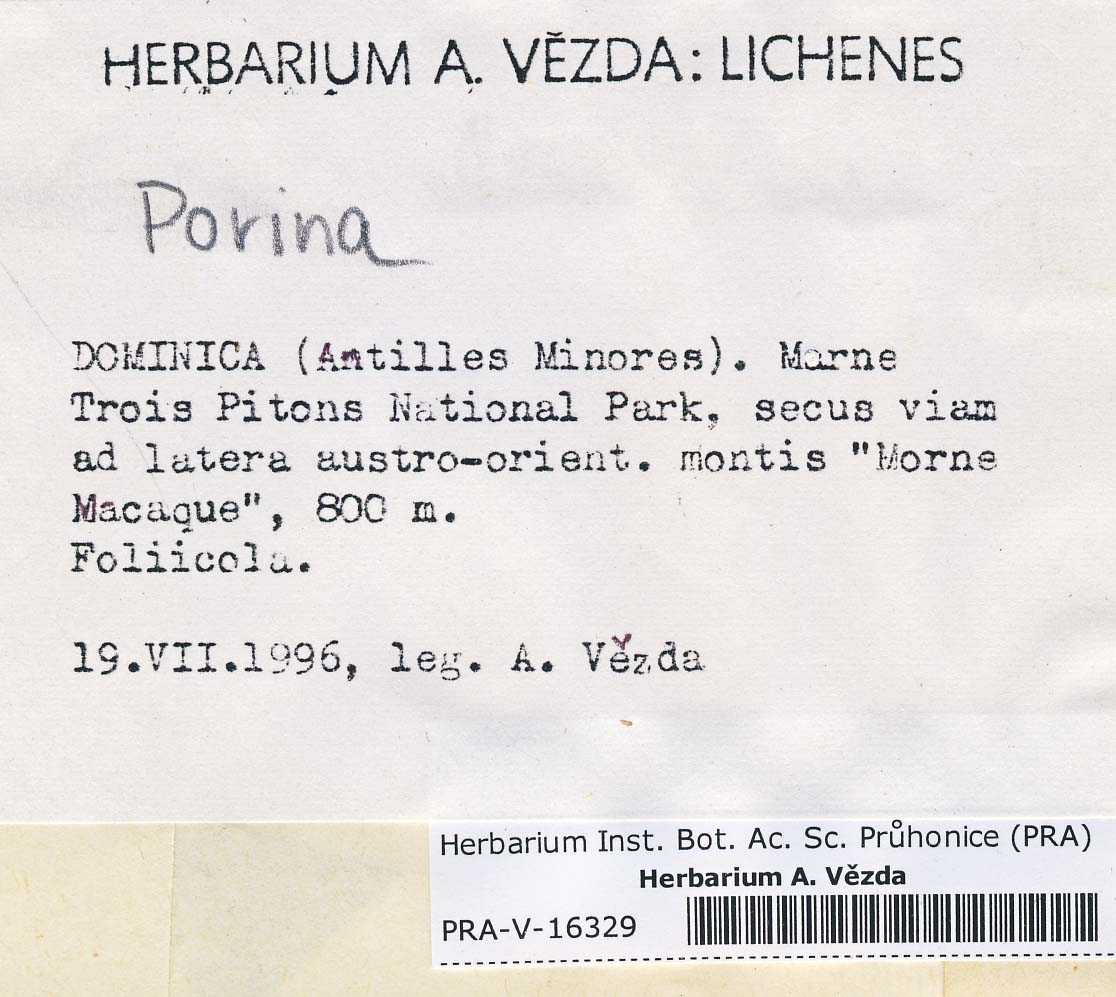 HERBARIUM A. VĚZDA: LICHENES
Porina
DOMINICA (Antilles Minores). Marne
Trois Pitons National Park, secus viam
ad latera austro-orient. montis "Morne
Macaque", 800 m.
Foliicola.
19.VII.1996, leg. A. Vězda
Herbarium Inst. Bot. Ac. Sc. Průhonice (PRA)
Herbarium A. Vězda
PRA-V-16329